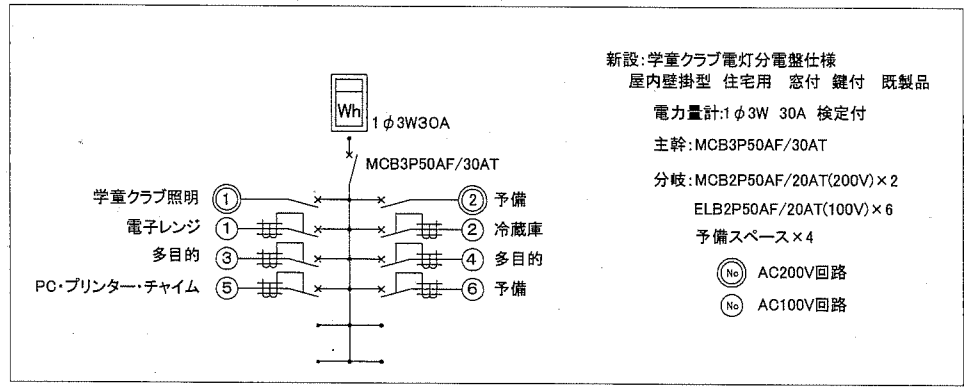 新設:学童クラブ電灯分電盤仕様
屋内壁掛型 住宅用 窓付 鍵付 既製品
電力量計:1φ3W 30A 検定付
主幹:MCB3P50AF/30AT
分岐:MCB2P50AF/20AT(200V)×2
ELB2P50AF/20AT(100V)×6
予備スペース×4
No AC200V回路
No AC100V回路
Wh
1φ3W30A
MCB3P50AF/30AT
学童クラブ照明 1 2 予備
電子レンジ 1 2 冷蔵庫
多目的 3 4 多目的
PC・プリンター・チャイム 5 6 予備